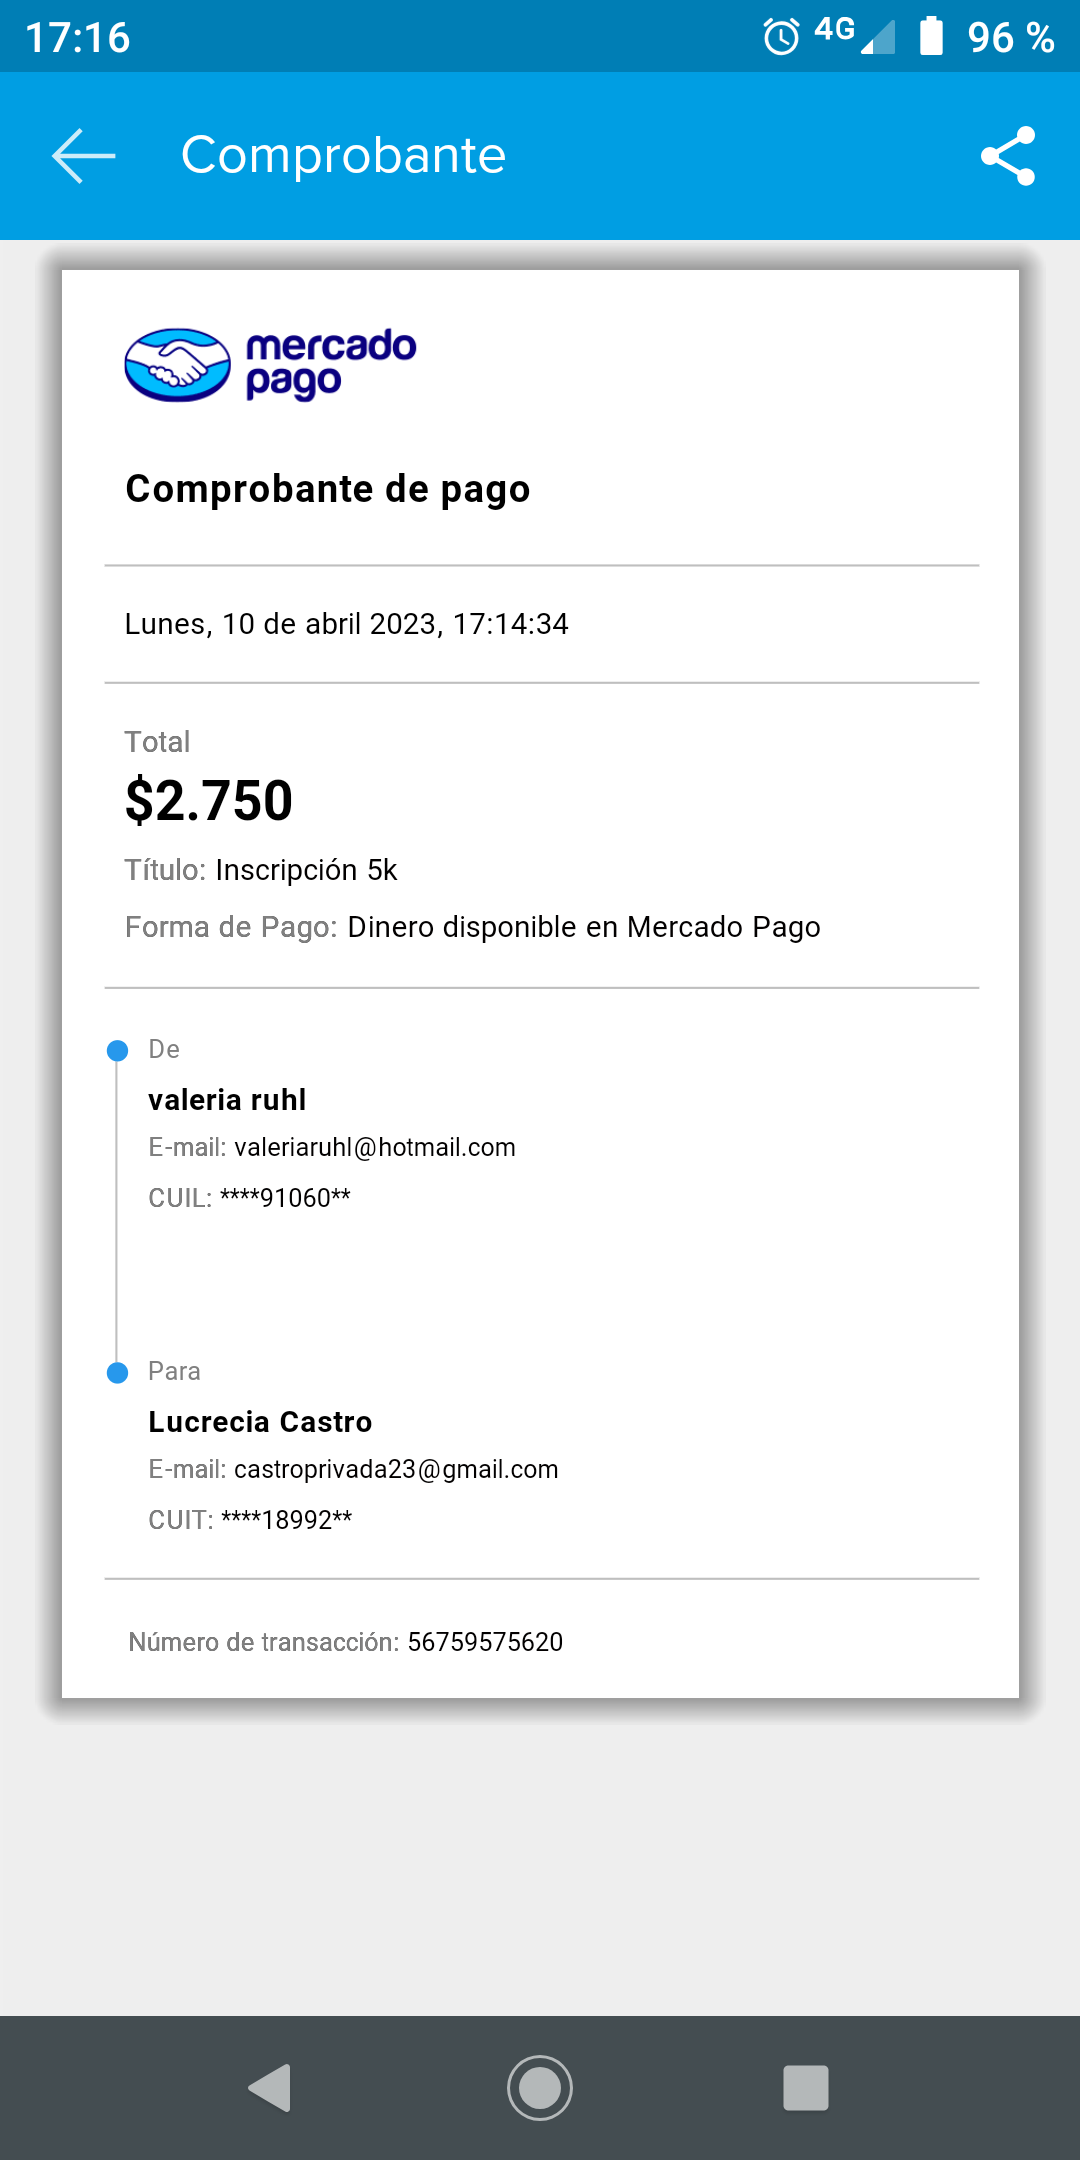 17:16
4G
96 %
Comprobante
mercado
pago
Comprobante de pago
Lunes, 10 de abril 2023, 17:14:34
Total
$2.750
Título: Inscripción 5k
Forma de Pago: Dinero disponible en Mercado Pago
De
valeria ruhl
E-mail: valeriaruhl@hotmail.com
CUIL: ****91060**
Para
Lucrecia Castro
E-mail: castroprivada23@gmail.com
CUIT: ****18992**
Número de transacción: 56759575620